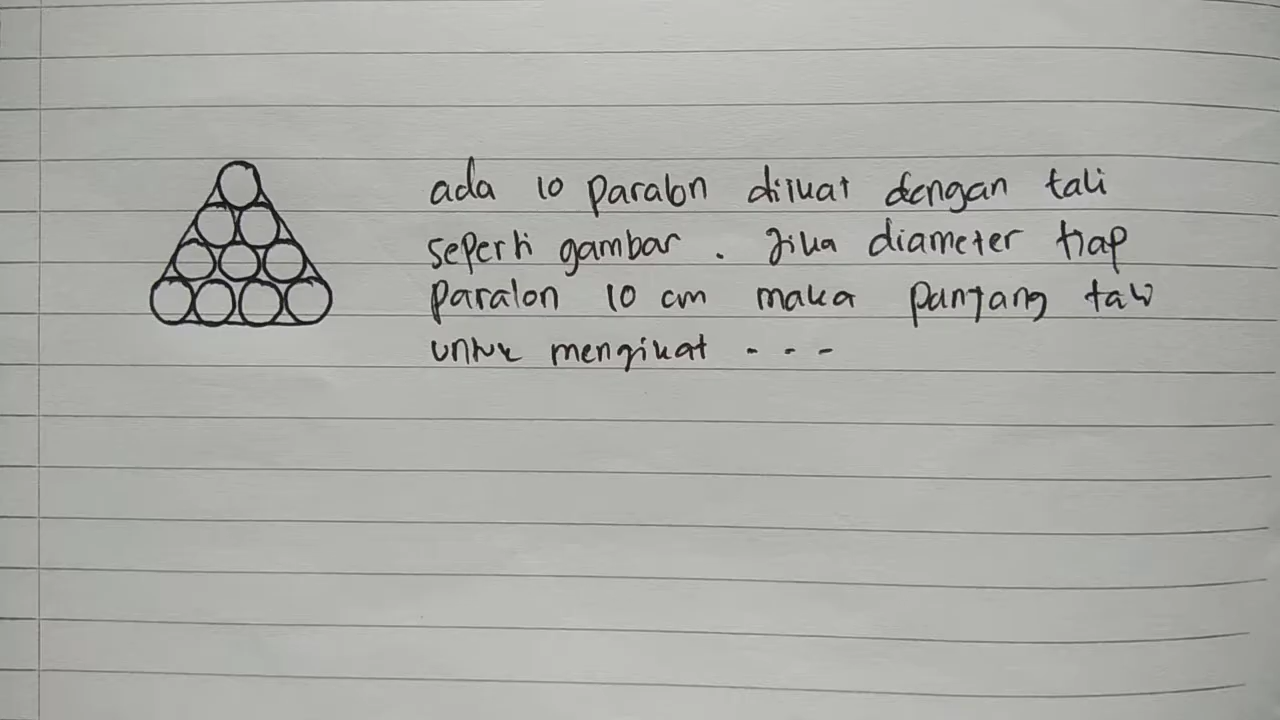 ada 10 paralon diikat dengan tali
seperti gambar . Jika diameter tiap
paralon 10 cm maka panjang tali
untuk mengikat - - -